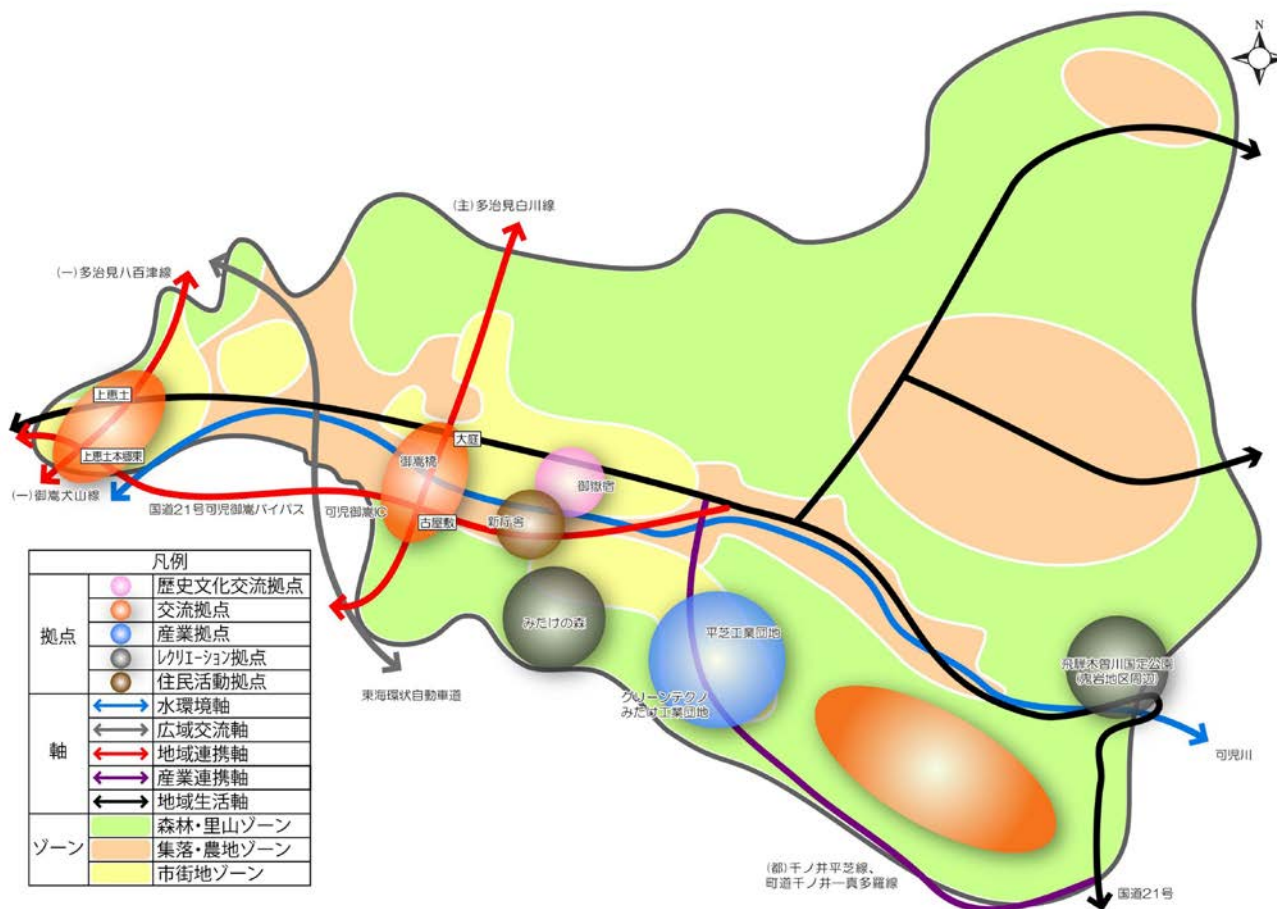 N
(主)多治見白川線
(一)多治見八百津線
上恵土
上恵土本郷東
大庭
御嵩橋
御嶽宿
(一)御嵩犬山線
国道21号可児御嵩バイパス
可児御嵩IC
古屋敷
新庁舎
みたけの森
平芝工業団地
飛騨木曽川国定公園
(鬼岩地区周辺)
東海環状自動車道
グリーンテクノ
みたけ工業団地
可児川
(都)千ノ井平芝線、
町道千ノ井一真多羅線
国道21号
凡例
拠点
歴史文化交流拠点
交流拠点
産業拠点
レクリエーション拠点
住民活動拠点
軸
水環境軸
広域交流軸
地域連携軸
産業連携軸
地域生活軸
ゾーン
森林・里山ゾーン
集落・農地ゾーン
市街地ゾーン